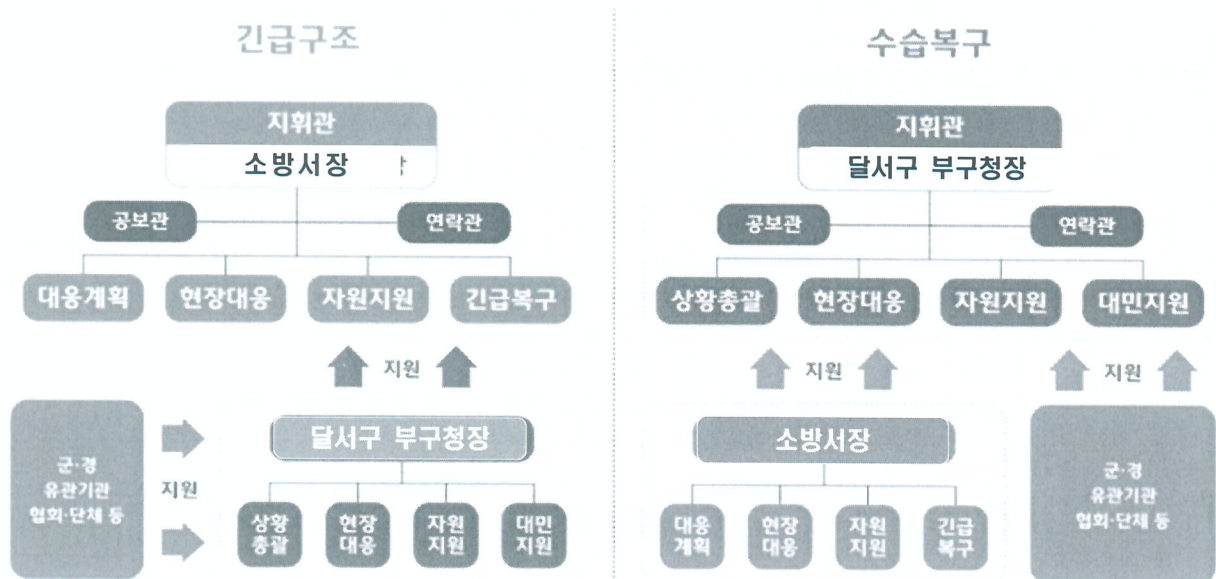 긴급구조
지휘관
소방서장
공보관
연락관
대응계획
현장대응
자원지원
긴급복구
지원
군·경
유관기관
협회·단체 등
지원
달서구 부구청장
상황
총괄
현장
대응
자원
지원
대민
지원
수습복구
지휘관
달서구 부구청장
공보관
연락관
상황총괄
현장대응
자원지원
대민지원
지원
지원
소방서장
대응
계획
현장
대응
자원
지원
긴급
복구
군·경
유관기관
협회·단체 등